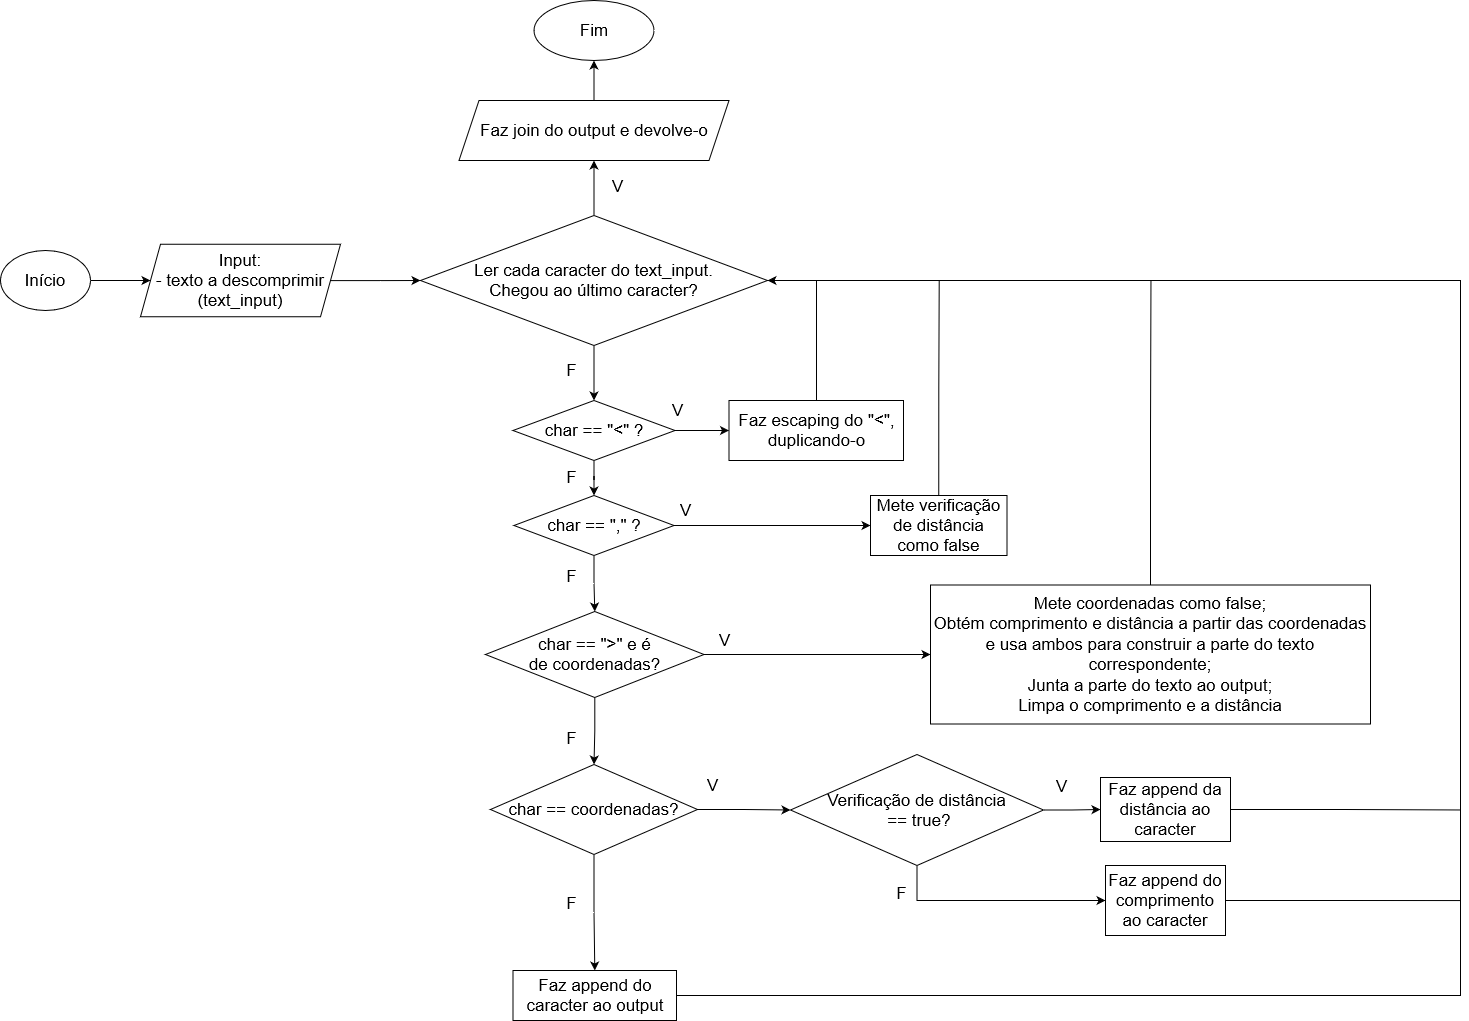 Fim
Faz join do output e devolve-o
V
Início
Input:
- texto a descomprimir
(text_input)
Ler cada caracter do text_input.
Chegou ao último caracter?
F
char == "<" ?
V
Faz escaping do "<",
duplicando-o
F
char == "," ?
V
Mete verificação
de distância
como false
F
char == ">" e é
de coordenadas?
V
Mete coordenadas como false;
Obtém comprimento e distância a partir das coordenadas
e usa ambos para construir a parte do texto
correspondente;
Junta a parte do texto ao output;
Limpa o comprimento e a distância
F
char == coordenadas?
V
Verificação de distância
== true?
V
Faz append da
distância ao
caracter
F
Faz append do
comprimento
ao caracter
F
Faz append do
caracter ao output